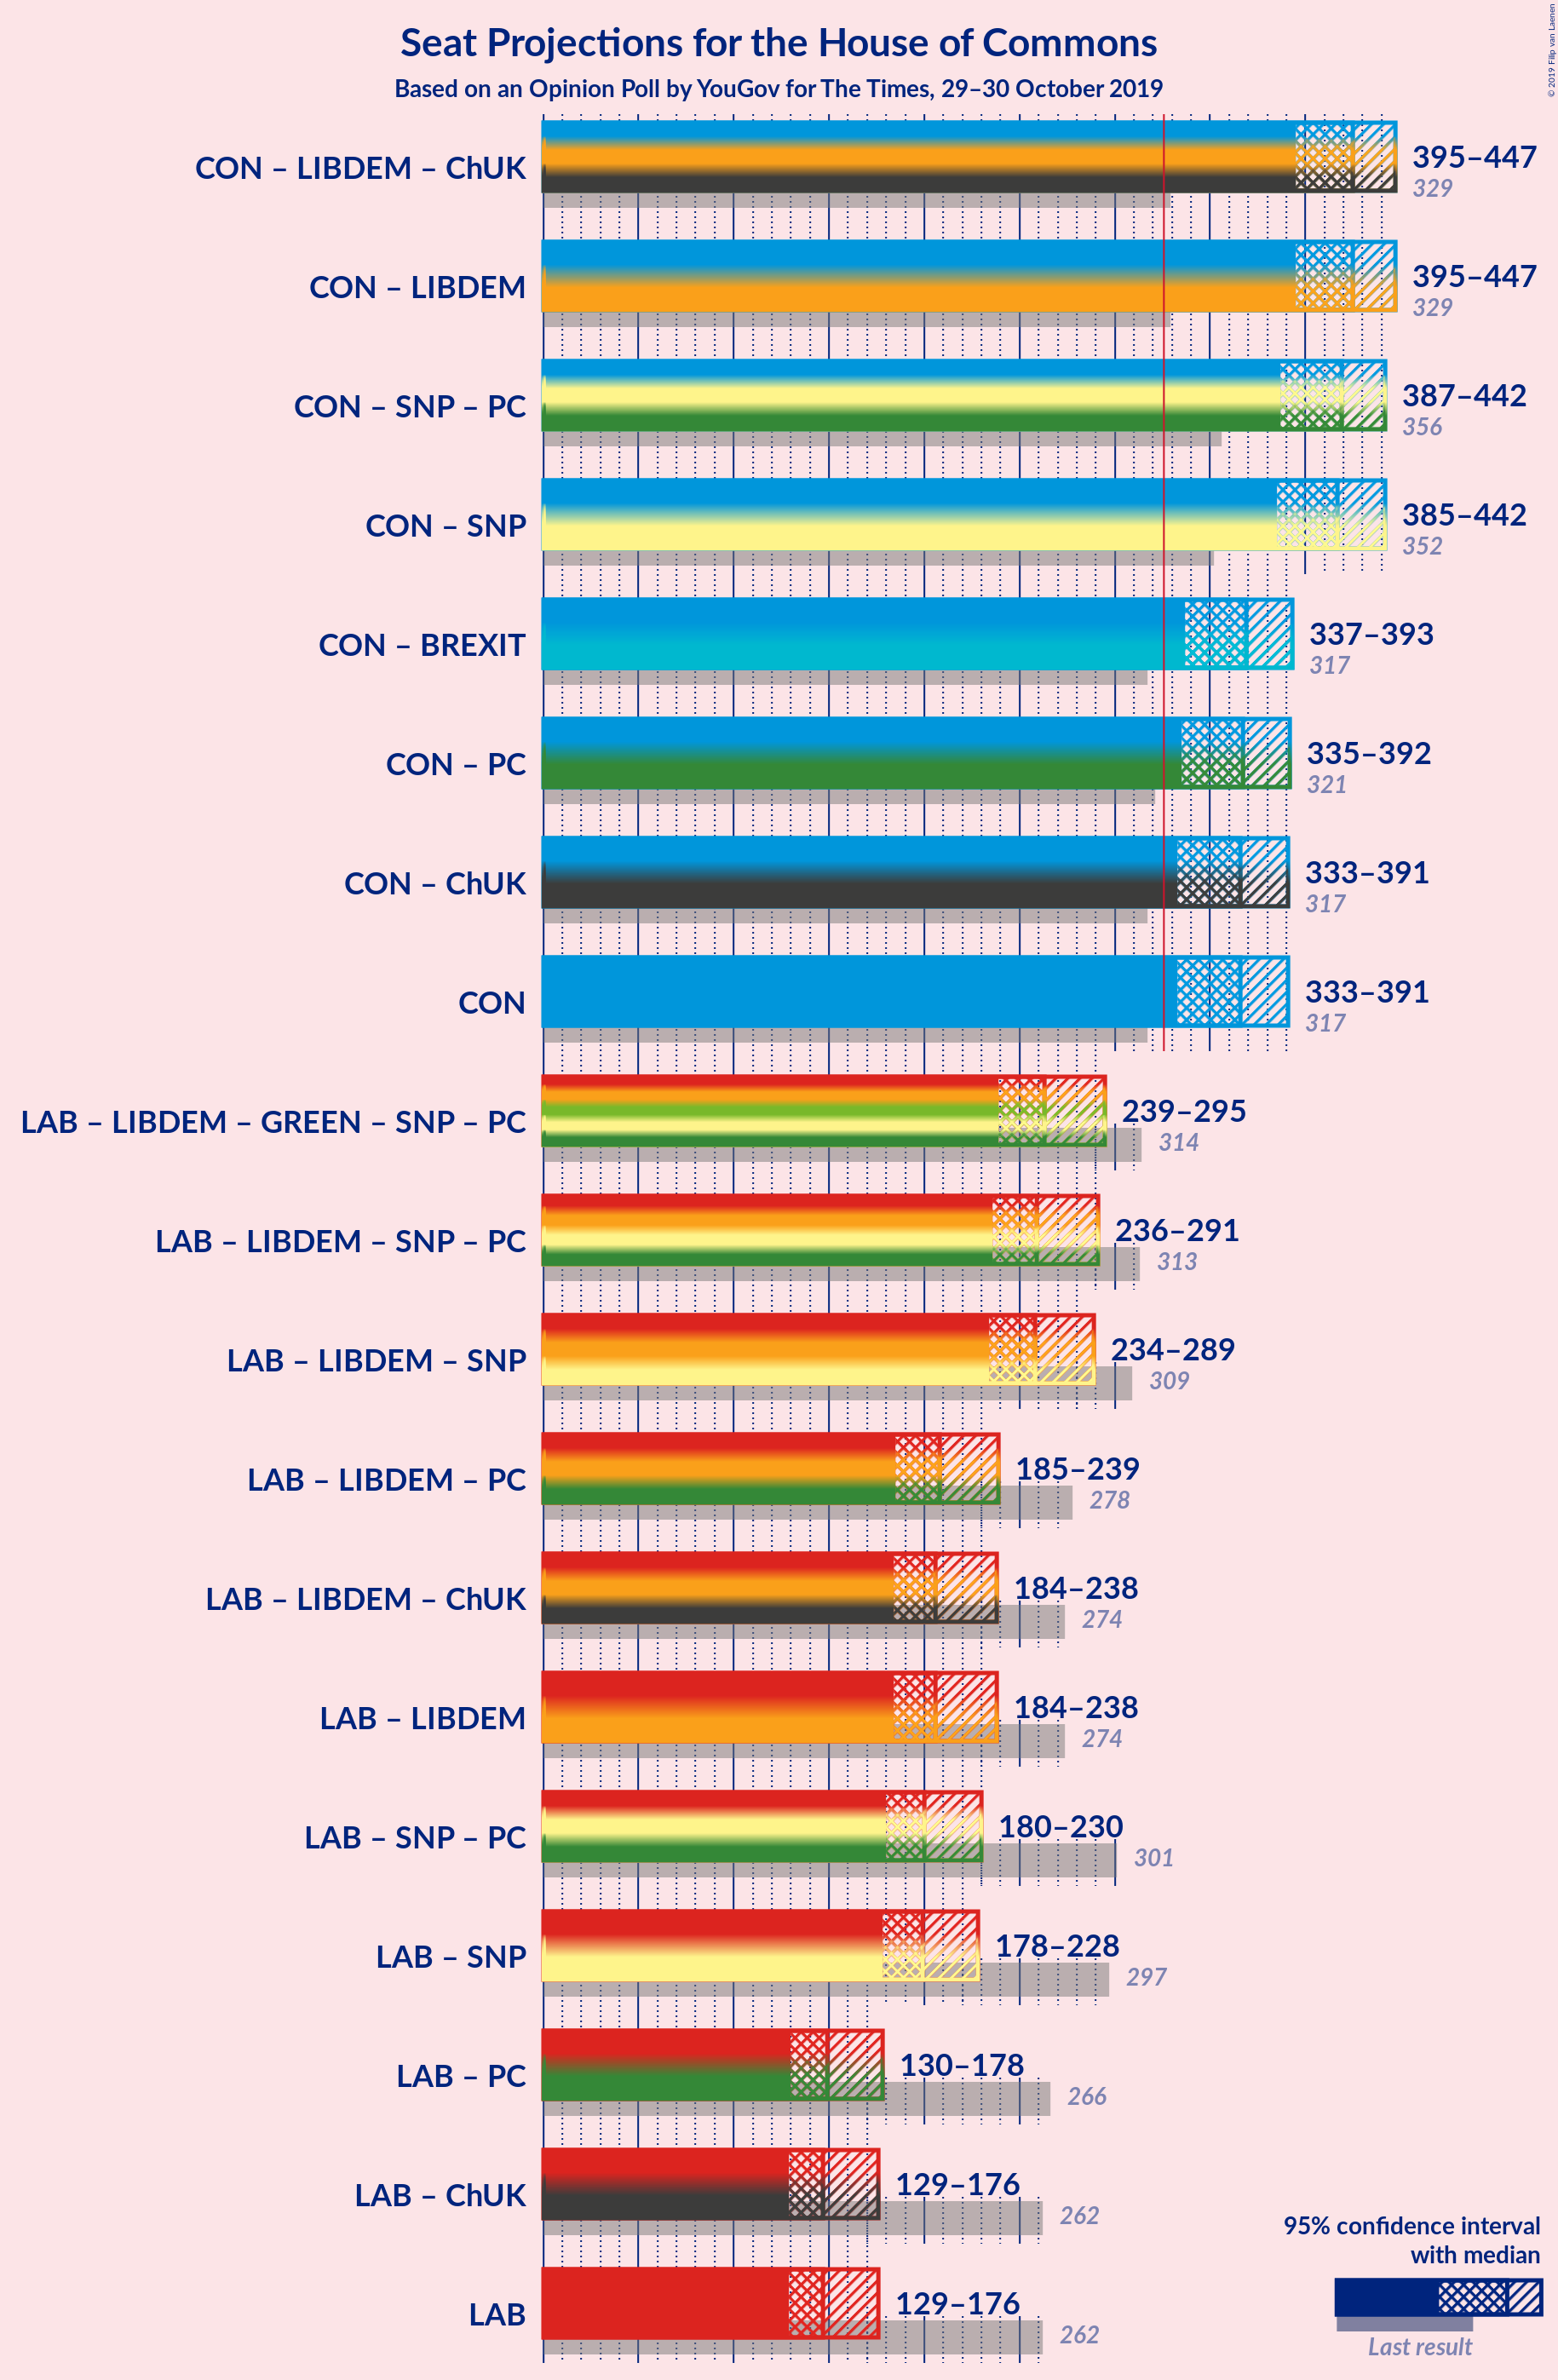 Seat Projections for the House of Commons
Based on an Opinion Poll by YouGov for The Times, 29–30 October 2019
© 2019 Filip van Laenen
CON – LIBDEM – ChUK
395–447
329
CON – LIBDEM
395–447
329
CON – SNP – PC
387–442
356
CON – SNP
385–442
352
CON – BREXIT
337–393
317
CON – PC
335–392
321
CON – ChUK
333–391
317
CON
333–391
317
LAB – LIBDEM – GREEN – SNP – PC
239–295
314
LAB – LIBDEM – SNP – PC
236–291
313
LAB – LIBDEM – SNP
234–289
309
LAB – LIBDEM – PC
185–239
278
LAB – LIBDEM – ChUK
184–238
274
LAB – LIBDEM
184–238
274
LAB – SNP – PC
180–230
301
LAB – SNP
178–228
297
LAB – PC
130–178
266
LAB – ChUK
129–176
262
LAB
129–176
262
95% confidence interval
with median
Last result